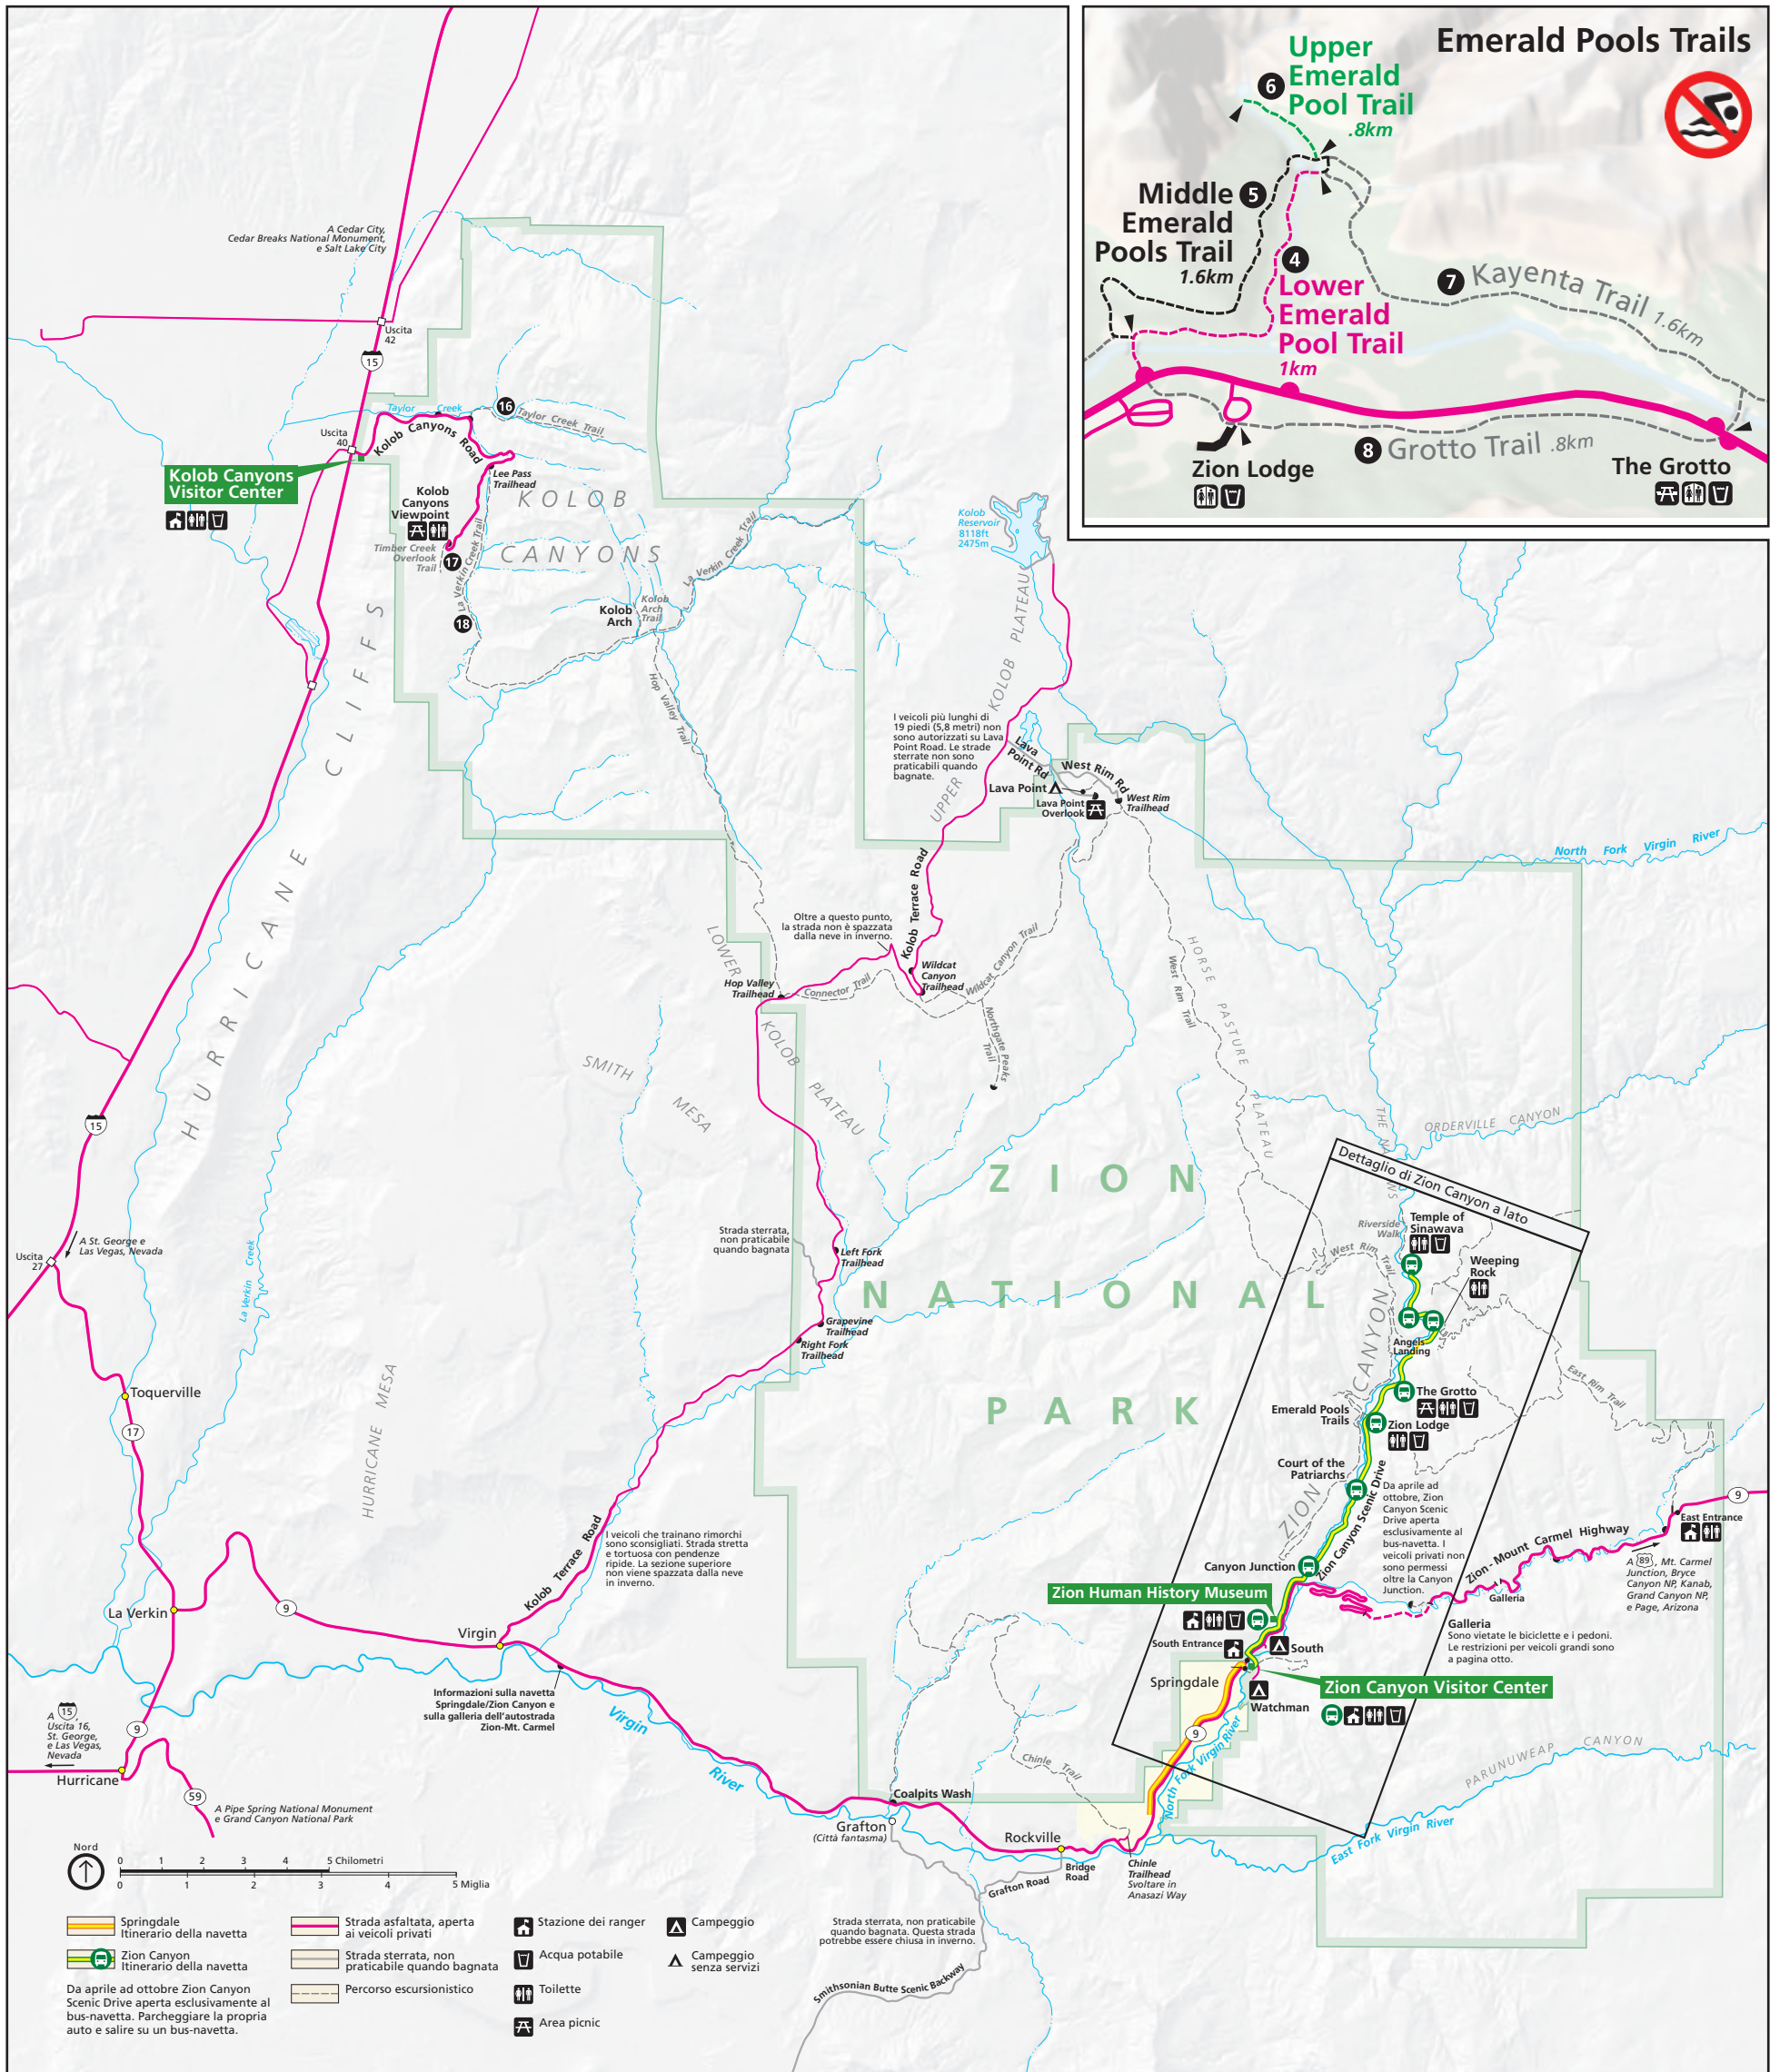 Emerald Pools Trails
Upper
Emerald
Pool Trail
.8km
6
Middle
Emerald
Pools Trail
1.6km
5
4
Lower
Emerald
Pool Trail
1km
7
Kayenta Trail 1.6km
8
Grotto Trail .8km
Zion Lodge
The Grotto
A Cedar City,
Cedar Breaks National Monument,
e Salt Lake City
Uscita
42
15
Taylor Creek
16
Taylor Creek Trail
Uscita
40
Kolob Canyons Road
Kolob Canyons
Visitor Center
Lee Pass
Trailhead
Kolob
Canyons
Viewpoint
KOLOB
CANYONS
Timber Creek
Overlook
Trail
17
La Verkin Creek Trail
18
La Verkin Creek Trail
Kolob
Arch
Kolob
Arch
Trail
Hop Valley Trail
Kolob
Reservoir
8118ft
2475m
UPPER KOLOB PLATEAU
I veicoli più lunghi di
19 piedi (5,8 metri) non
sono autorizzati su Lava
Point Road. Le strade
sterrate non sono
praticabili quando
bagnate.
Lava
Point Rd
West Rim Rd
Lava Point
Lava Point
Overlook
West Rim
Trailhead
North Fork Virgin River
HURRICANE CLIFFS
Kolob Terrace Road
Oltre a questo punto,
la strada non è spazzata
dalla neve in inverno.
Wildcat
Canyon
Trailhead
Wildcat Canyon Trail
Hop Valley
Trailhead
Connector Trail
Northgate Peaks
Trail
LOWER KOLOB PLATEAU
West Rim Trail
HORSE PASTURE PLATEAU
SMITH
MESA
15
ORDERVILLE CANYON
THE NARROWS
ZION
NATIONAL
PARK
Dettaglio di Zion Canyon a lato
Temple of
Sinawava
Riverside
Walk
West Rim Trail
Weeping
Rock
Angels
Landing
The Grotto
Emerald Pools
Trails
Zion Lodge
East Rim Trail
Court of the
Patriarchs
ZION CANYON
Zion Canyon Scenic Drive
Da aprile ad
ottobre, Zion
Canyon Scenic
Drive aperta
esclusivamente al
bus-navetta. I
veicoli privati non
sono permessi
oltre la Canyon
Junction.
Canyon Junction
Zion Human History Museum
South Entrance
South
Springdale
Watchman
Zion Canyon Visitor Center
Zion-Mount Carmel Highway
9
East Entrance
A 89, Mt. Carmel
Junction, Bryce
Canyon NP, Kanab,
Grand Canyon NP,
e Page, Arizona
Galleria
Galleria
Sono vietate le biciclette e i pedoni.
Le restrizioni per veicoli grandi sono
a pagina otto.
Strada sterrata,
non praticabile
quando bagnata
Left Fork
Trailhead
Grapevine
Trailhead
Right Fork
Trailhead
Uscita
27
A St. George e
Las Vegas, Nevada
La Verkin Creek
Toquerville
17
HURRICANE MESA
I veicoli che trainano rimorchi
sono sconsigliati. Strada stretta
e tortuosa con pendenze
ripide. La sezione superiore
non viene spazzata dalla neve
in inverno.
Kolob Terrace Road
La Verkin
9
Virgin
Informazioni sulla navetta
Springdale/Zion Canyon e
sulla galleria dell'autostrada
Zion-Mt. Carmel
Virgin River
A 15
Uscita 16,
St. George,
e Las Vegas,
Nevada
9
Hurricane
59
A Pipe Spring National Monument
e Grand Canyon National Park
9
North Fork Virgin River
Chinle Trail
PARUNUWEAP CANYON
East Fork Virgin River
Coalpits Wash
Grafton
(Città fantasma)
Rockville
Bridge
Road
Grafton Road
Chinle
Trailhead
Svoltare in
Anasazi Way
Strada sterrata, non praticabile
quando bagnata. Questa strada
potrebbe essere chiusa in inverno.
Smithsonian Butte Scenic Backway
Nord
0 1 2 3 4 5 Chilometri
0 1 2 3 4 5 Miglia
Springdale
Itinerario della navetta
Zion Canyon
Itinerario della navetta
Da aprile ad ottobre Zion Canyon
Scenic Drive aperta esclusivamente al
bus-navetta. Parcheggiare la propria
auto e salire su un bus-navetta.
Strada asfaltata, aperta
ai veicoli privati
Strada sterrata, non
praticabile quando bagnata
Percorso escursionistico
Stazione dei ranger
Acqua potabile
Toilette
Area picnic
Campeggio
Campeggio
senza servizi